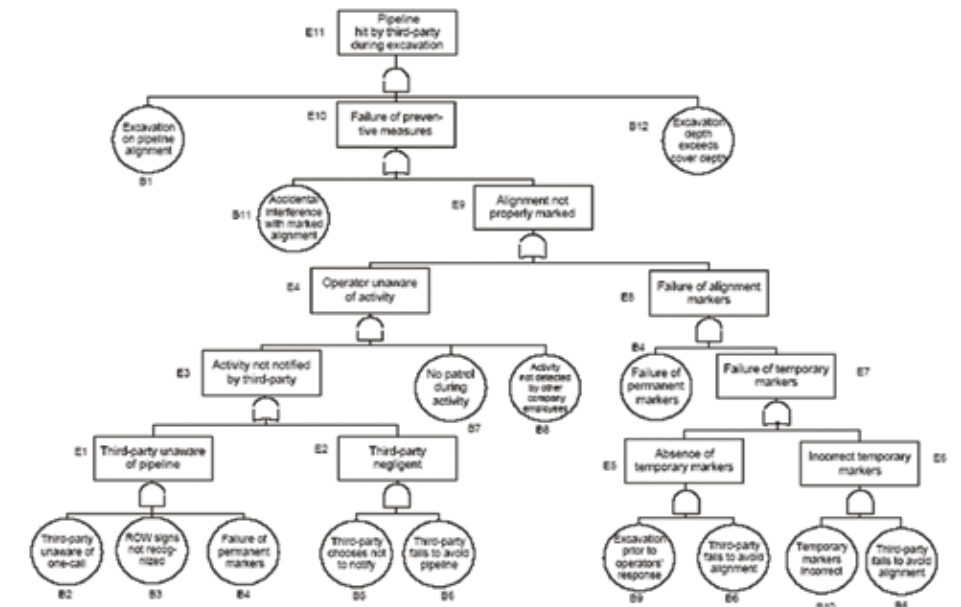 Pipeline
E11
hit by third-party
during excavation
Excavation
on pipeline
alignment
B1
E10
Failure of preven-
tive measures
B12
Excavation
depth
exceeds
cover depth
B11
Accidental
interference
with marked
alignment
E9
Alignment not
properly marked
E4
Operator unaware
of activity
E8
Failure of alignment
markers
E3
Activity not notified
by third-party
No patrol
during
activity
B7
Activity
not detected
by other
company
employees
B8
B4
Failure of
permanent
markers
Failure of temporary
markers
E7
E1
Third-party unaware
of pipeline
E2
Third-party
negligent
E5
Absence of
temporary markers
Incorrect temporary
markers
Third-party
unaware of
one-call
B2
ROW signs
not recog-
nized
B3
Failure of
permanent
markers
B4
Third-party
chooses not
to notify
B5
Third-party
fails to avoid
pipeline
Excavation
prior to
operators'
response
B9
Third-party
fails to avoid
alignment
B6
Temporary
markers
incorrect
B10
Third-party
fails to avoid
alignment
B6